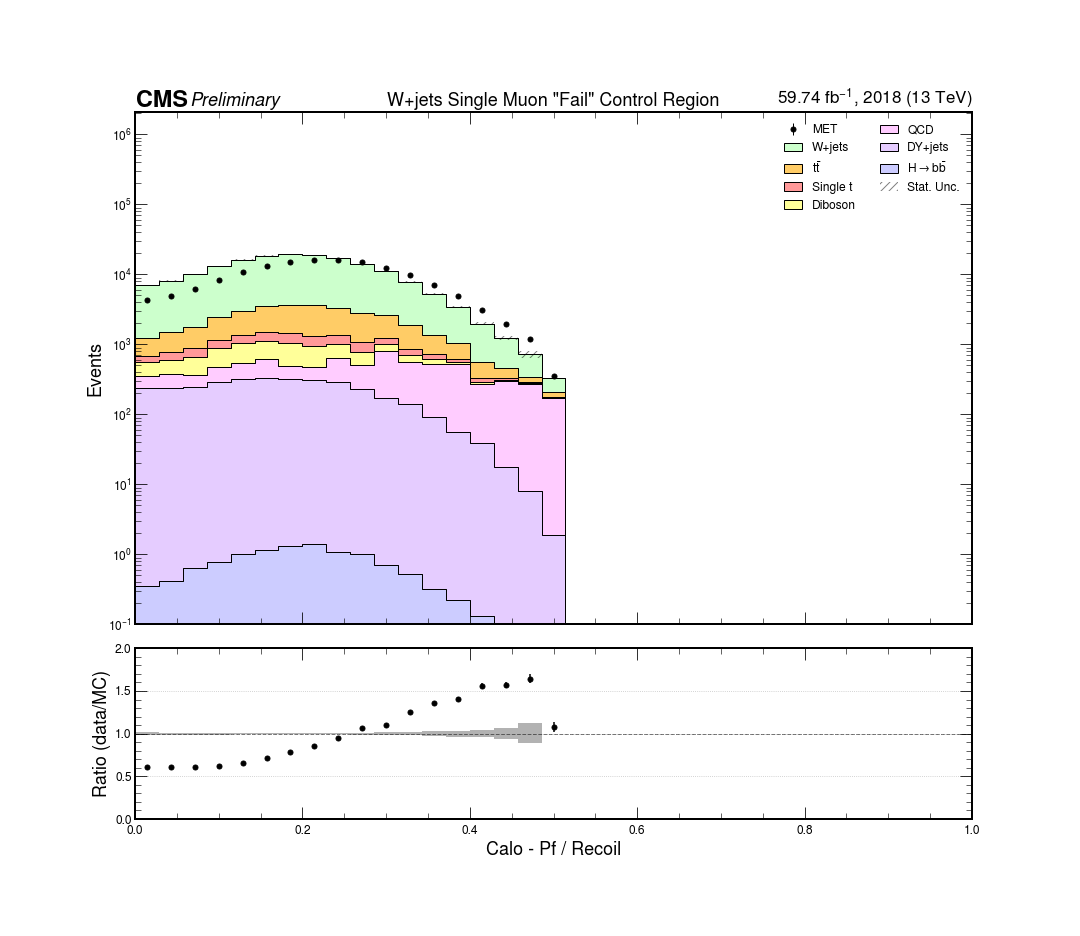 CMS Preliminary W+jets Single Muon "Fail" Control Region 59.74 fb⁻¹, 2018 (13 TeV)
MET QCD
W+jets DY+jets
tt̄ H→bb̄
Single t Stat. Unc.
Diboson
10⁶
10⁵
10⁴
10³
10²
10¹
10⁰
10⁻¹
Events
2.0
1.5
1.0
0.5
0.0
Ratio (data/MC)
0.0 0.2 0.4 0.6 0.8 1.0
Calo - Pf / Recoil